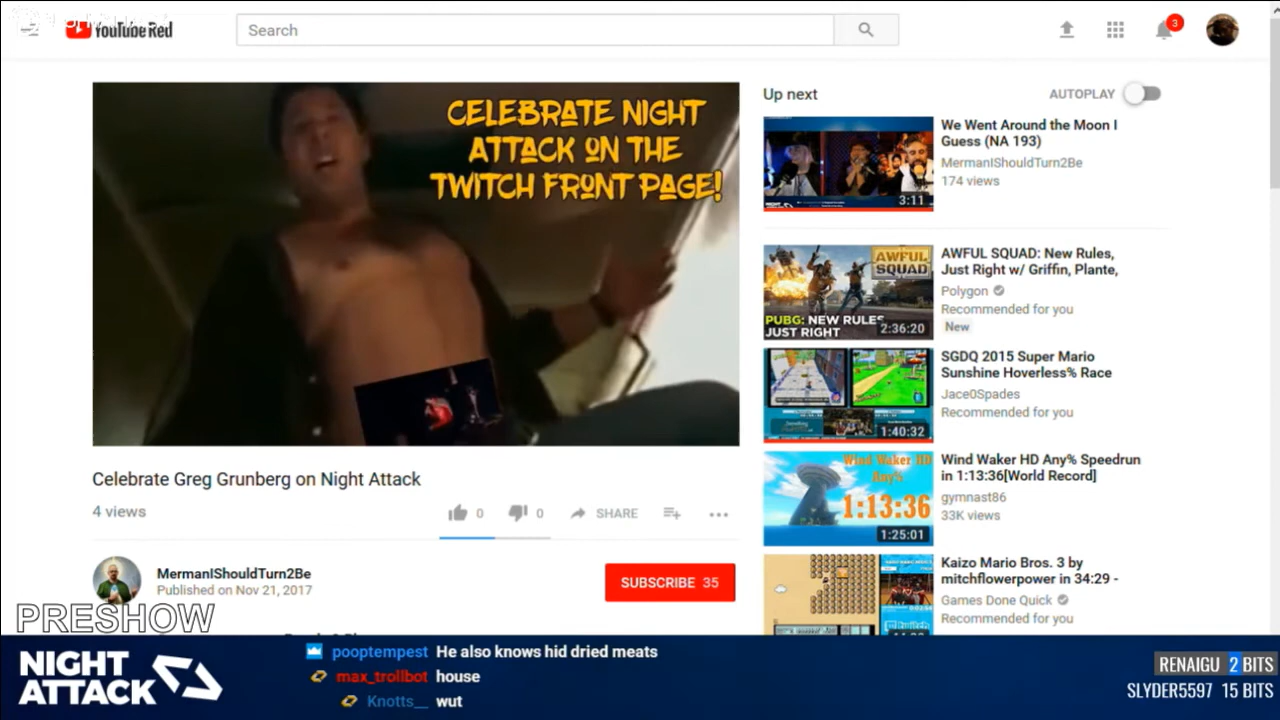 YouTube Red
Search
3
CELEBRATE NIGHT
ATTACK ON THE
TWITCH FRONT PAGE!
Up next
AUTOPLAY
We Went Around the Moon I
Guess (NA 193)
MermanIShouldTurn2Be
174 views
3:11
AWFUL SQUAD: New Rules,
Just Right w/ Griffin, Plante,
Polygon
Recommended for you
New
AWFUL
SQUAD
PUBG: NEW RULES,
JUST RIGHT
2:36:20
SGDQ 2015 Super Mario
Sunshine Hoverless% Race
Jace0Spades
Recommended for you
1:40:32
Wind Waker HD Any% Speedrun
in 1:13:36[World Record]
gymnast86
33K views
Wind Waker HD
Any%
1:13:36
1:25:01
Kaizo Mario Bros. 3 by
mitchflowerpower in 34:29 -
Games Done Quick
Recommended for you
Celebrate Greg Grunberg on Night Attack
4 views
0
0
SHARE
MermanIShouldTurn2Be
Published on Nov 21, 2017
SUBSCRIBE 35
PRESHOW
NIGHT
ATTACK
pooptempest He also knows hid dried meats
max_trollbot house
Knotts__ wut
RENAIGU 2 BITS
SLYDER5597 15 BITS